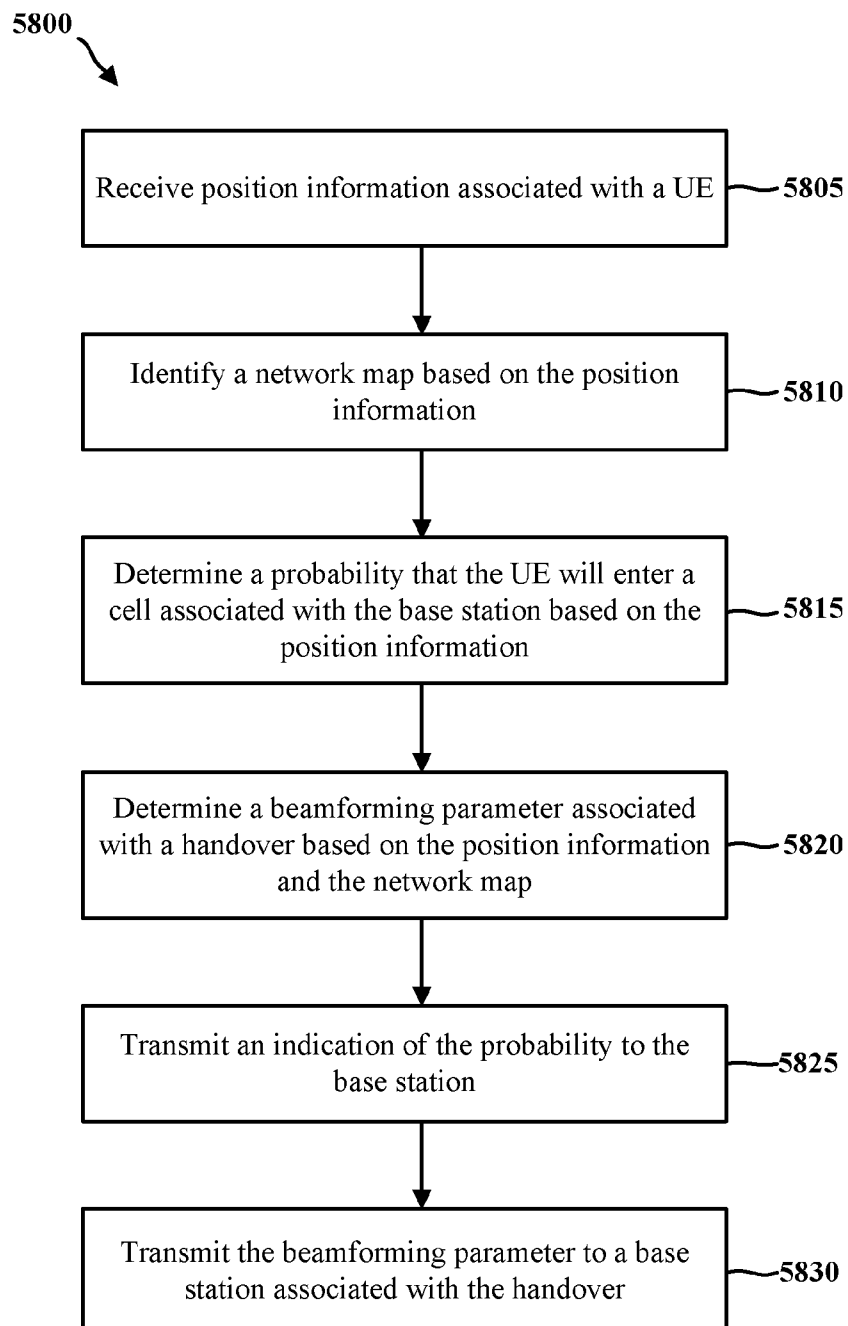 5800
Receive position information associated with a UE
5805
Identify a network map based on the position
information
5810
Determine a probability that the UE will enter a
cell associated with the base station based on the
position information
5815
Determine a beamforming parameter associated
with a handover based on the position information
and the network map
5820
Transmit an indication of the probability to the
base station
5825
Transmit the beamforming parameter to a base
station associated with the handover
5830